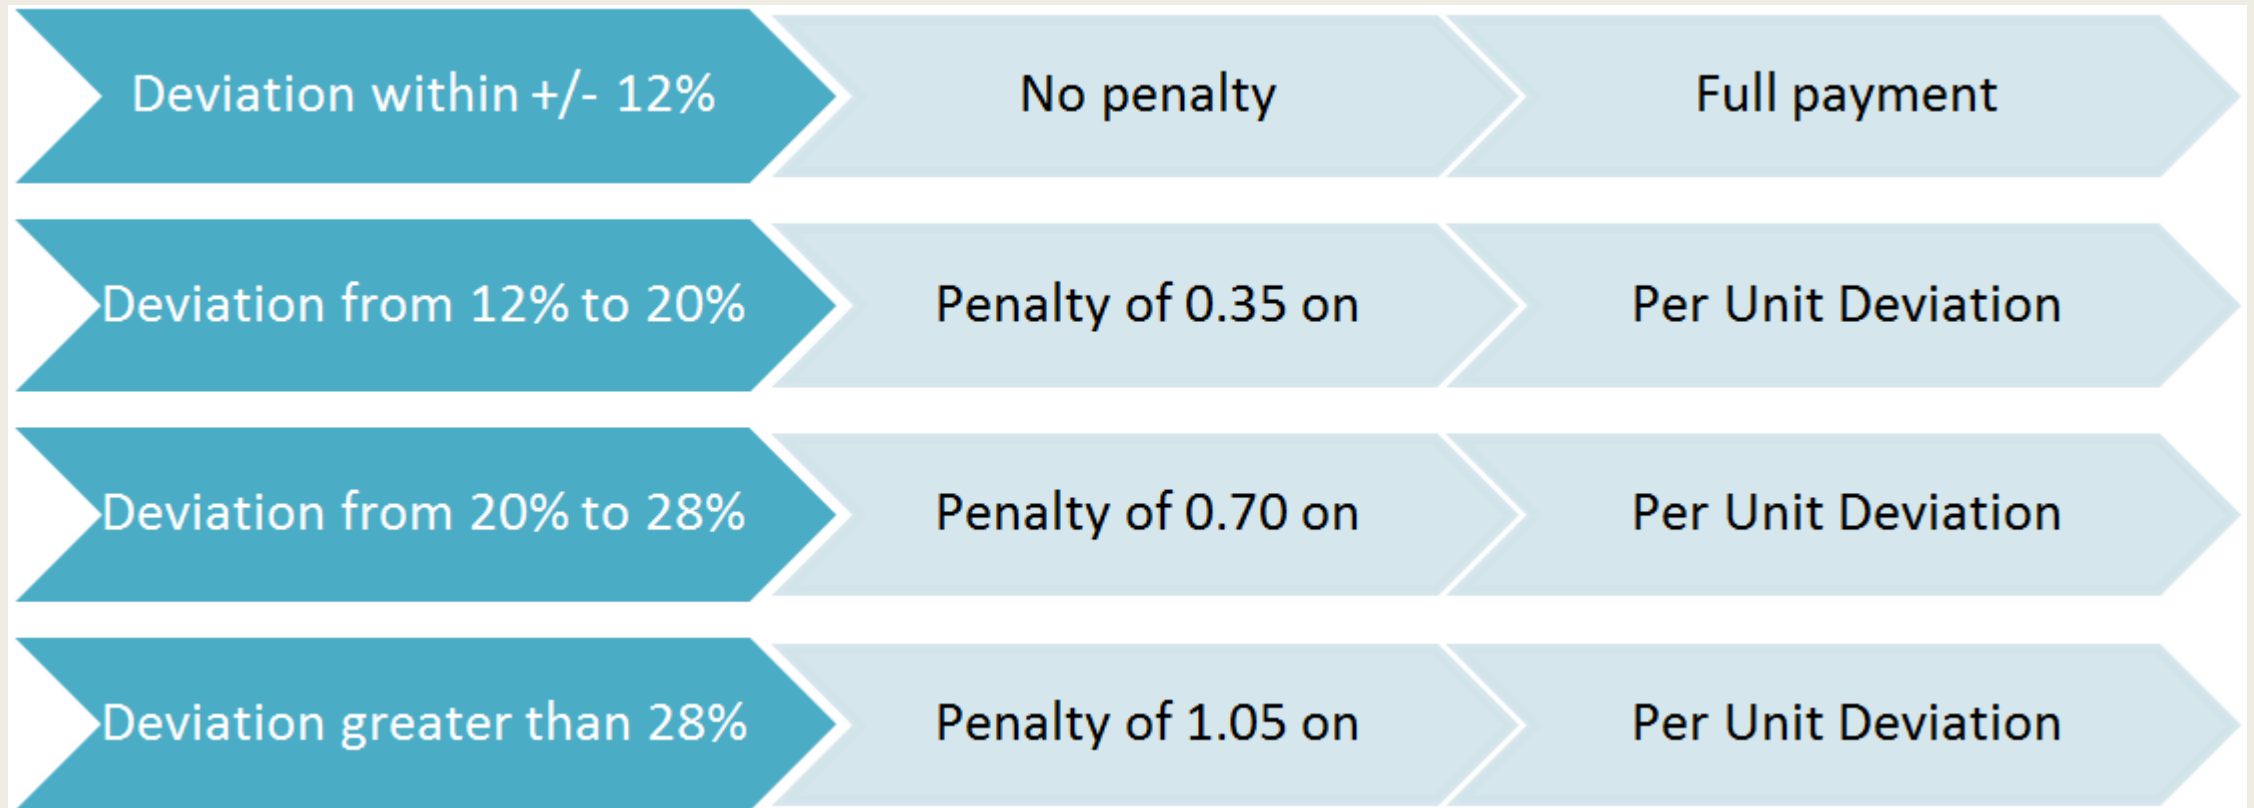 Deviation within +/- 12%
No penalty
Full payment
Deviation from 12% to 20%
Penalty of 0.35 on
Per Unit Deviation
Deviation from 20% to 28%
Penalty of 0.70 on
Per Unit Deviation
Deviation greater than 28%
Penalty of 1.05 on
Per Unit Deviation